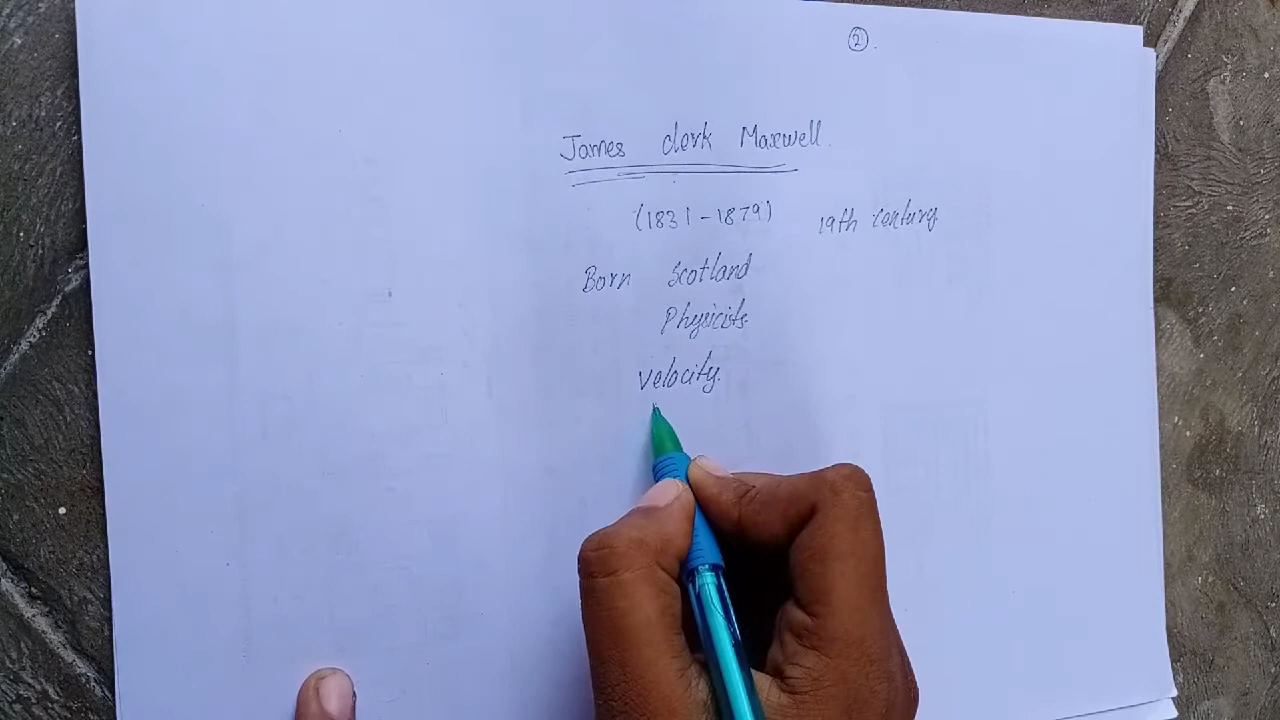 ②.
James clerk Maxwell.
(1831-1879) 19th century
Born Scotland
Physicists
Velocity.